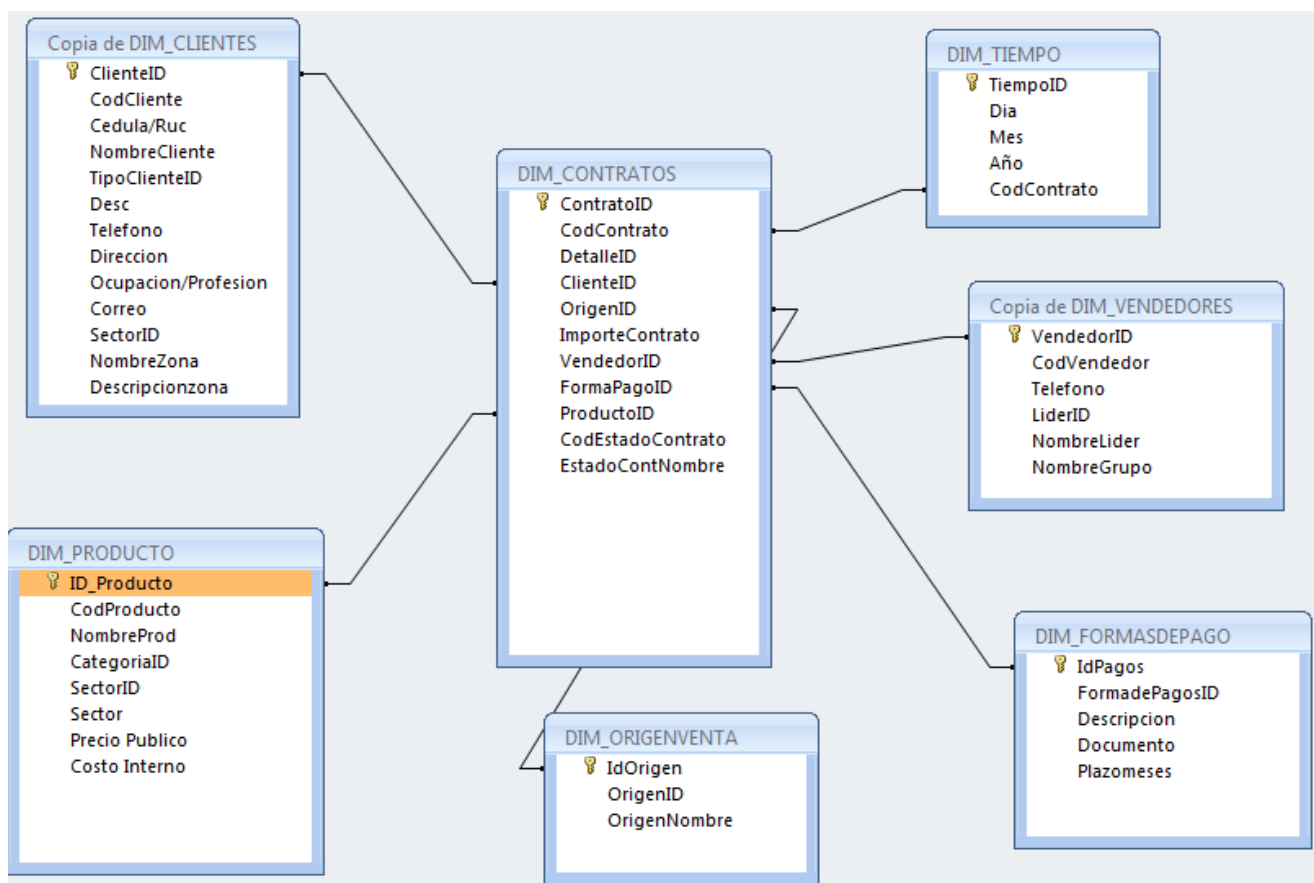 Copia de DIM_CLIENTES
ClienteID
CodCliente
Cedula/Ruc
NombreCliente
TipoClienteID
Desc
Telefono
Direccion
Ocupacion/Profesion
Correo
SectorID
NombreZona
Descripcionzona
DIM_CONTRATOS
ContratoID
CodContrato
DetalleID
ClienteID
OrigenID
ImporteContrato
VendedorID
FormaPagoID
ProductoID
CodEstadoContrato
EstadoContNombre
DIM_TIEMPO
TiempoID
Dia
Mes
Año
CodContrato
Copia de DIM_VENDEDORES
VendedorID
CodVendedor
Telefono
LiderID
NombreLider
NombreGrupo
DIM_PRODUCTO
ID_Producto
CodProducto
NombreProd
CategoriaID
SectorID
Sector
Precio Publico
Costo Interno
DIM_ORIGENVENTA
IdOrigen
OrigenID
OrigenNombre
DIM_FORMASDEPAGO
IdPagos
FormadePagosID
Descripcion
Documento
Plazomeses